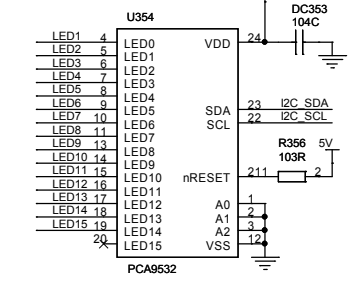 DC353
104C
U354
LED1 4 LED0 VDD 24
LED2 5 LED1
LED3 6 LED2
LED4 7 LED3
LED5 8 LED4
LED6 9 LED5 SDA 23 I2C_SDA
LED7 10 LED6 SCL 22 I2C_SCL
LED8 11 LED7
LED9 13 LED8 R356 5V
LED10 14 LED9 103R
LED11 15 LED10 nRESET 21 1 2
LED12 16 LED11
LED13 17 LED12 A0 1
LED14 18 LED13 A1 2
LED15 19 LED14 A2 3
20 LED15 VSS 12
PCA9532